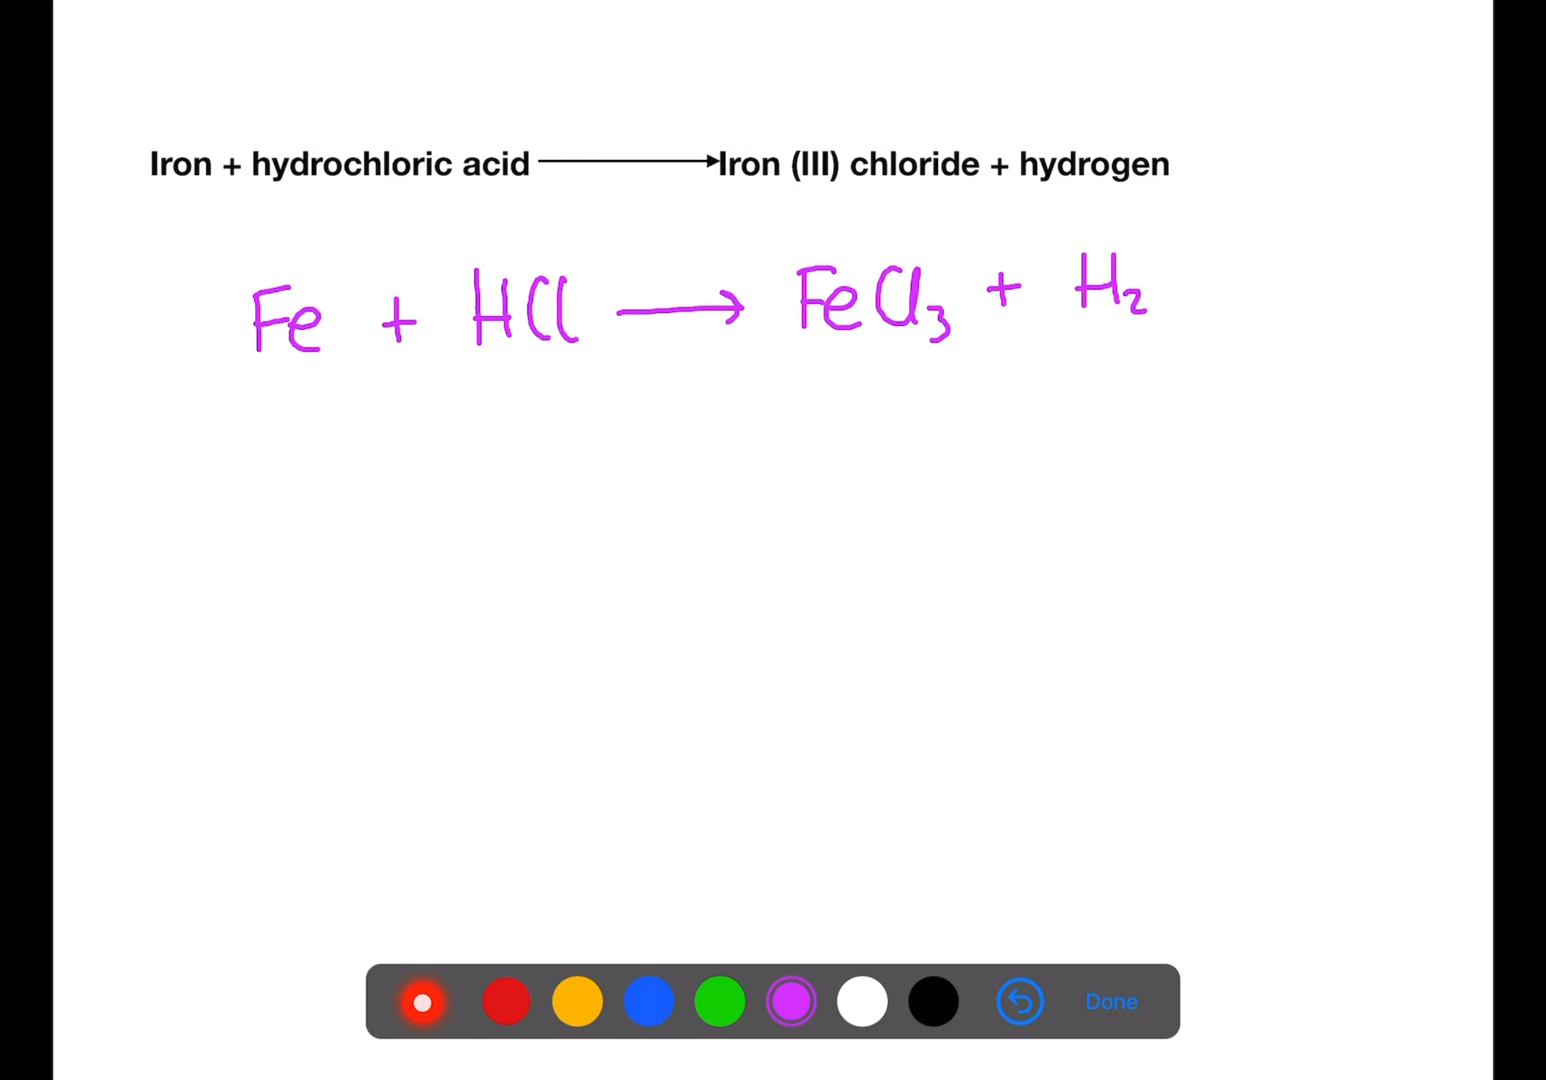 Iron + hydrochloric acid ⟶ Iron (III) chloride + hydrogen
Fe + HCl ⟶ FeCl₃ + H₂
Done